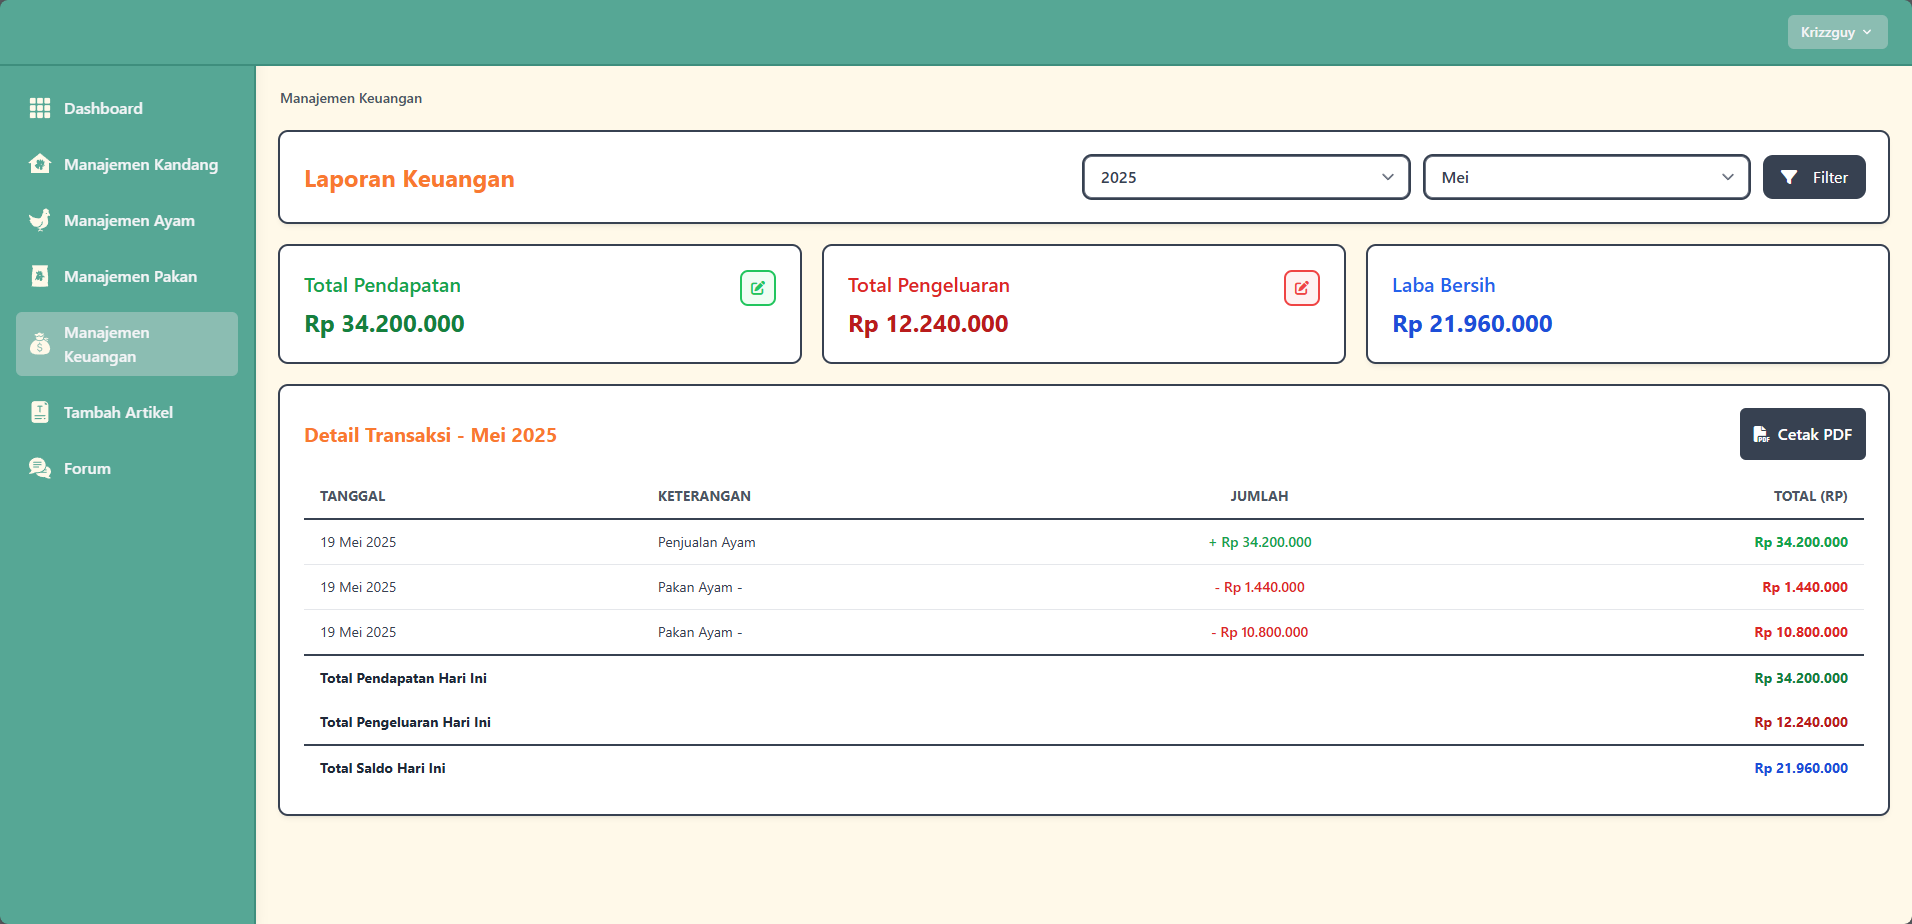 Krizzguy
Dashboard
Manajemen Kandang
Manajemen Ayam
Manajemen Pakan
Manajemen
Keuangan
Tambah Artikel
Forum
Manajemen Keuangan
Laporan Keuangan
2025
Mei
Filter
Total Pendapatan
Rp 34.200.000
Total Pengeluaran
Rp 12.240.000
Laba Bersih
Rp 21.960.000
Detail Transaksi - Mei 2025
Cetak PDF
TANGGAL KETERANGAN JUMLAH TOTAL (RP)
19 Mei 2025 Penjualan Ayam + Rp 34.200.000 Rp 34.200.000
19 Mei 2025 Pakan Ayam - - Rp 1.440.000 Rp 1.440.000
19 Mei 2025 Pakan Ayam - - Rp 10.800.000 Rp 10.800.000
Total Pendapatan Hari Ini Rp 34.200.000
Total Pengeluaran Hari Ini Rp 12.240.000
Total Saldo Hari Ini Rp 21.960.000